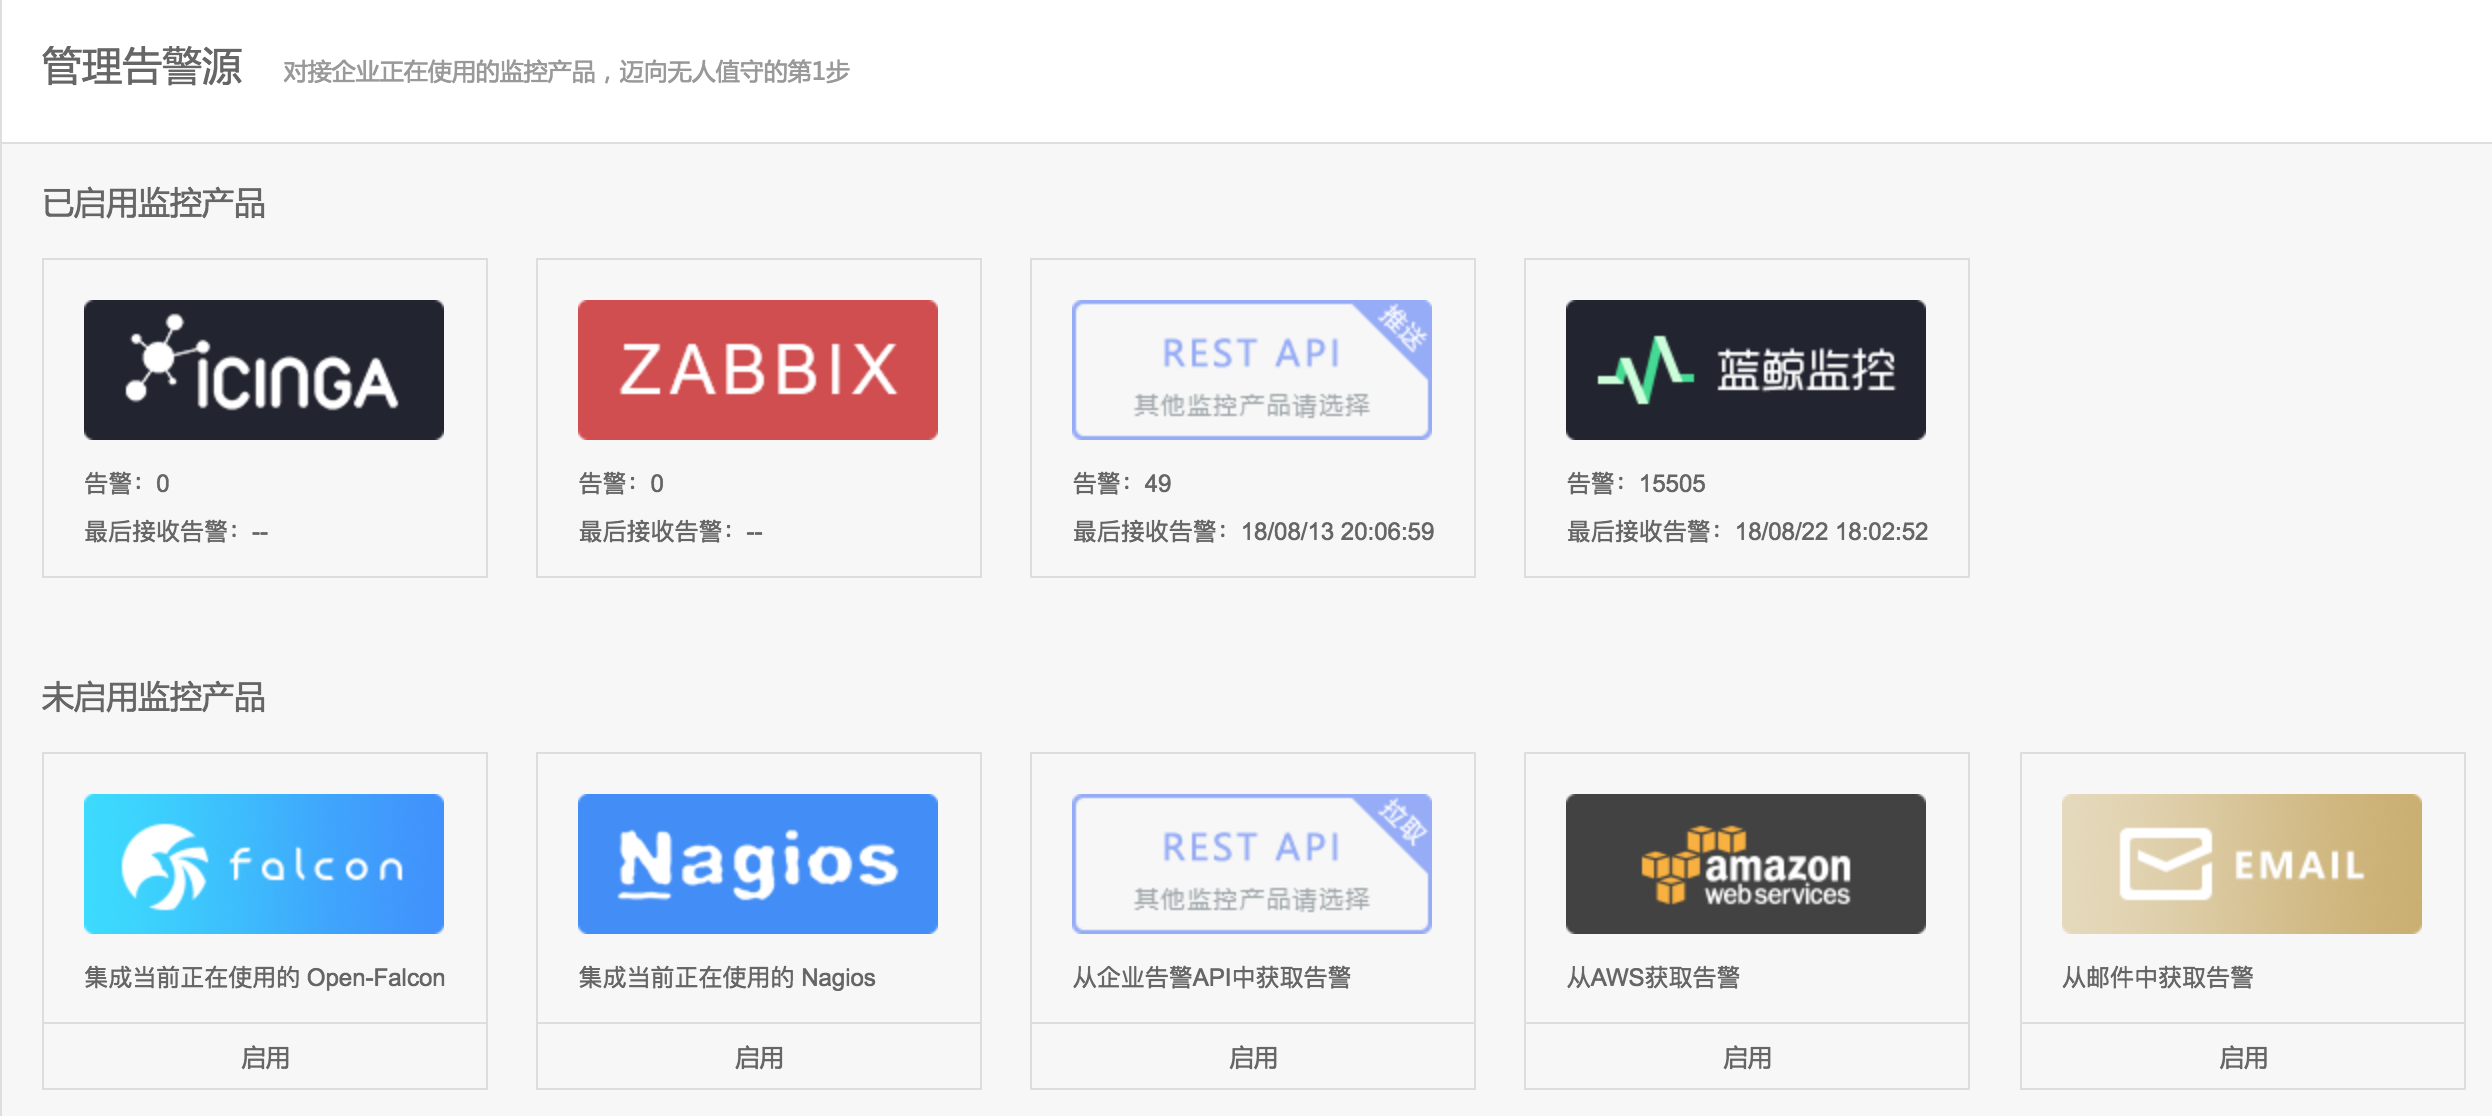 管理告警源 对接企业正在使用的监控产品，迈向无人值守的第1步
已启用监控产品
ICINGA
告警：0
最后接收告警：--
ZABBIX
告警：0
最后接收告警：--
推送
REST API
其他监控产品请选择
告警：49
最后接收告警：18/08/13 20:06:59
蓝鲸监控
告警：15505
最后接收告警：18/08/22 18:02:52
未启用监控产品
falcon
集成当前正在使用的 Open-Falcon
启用
Nagios
集成当前正在使用的 Nagios
启用
拉取
REST API
其他监控产品请选择
从企业告警API中获取告警
启用
amazon
web services
从AWS获取告警
启用
EMAIL
从邮件中获取告警
启用